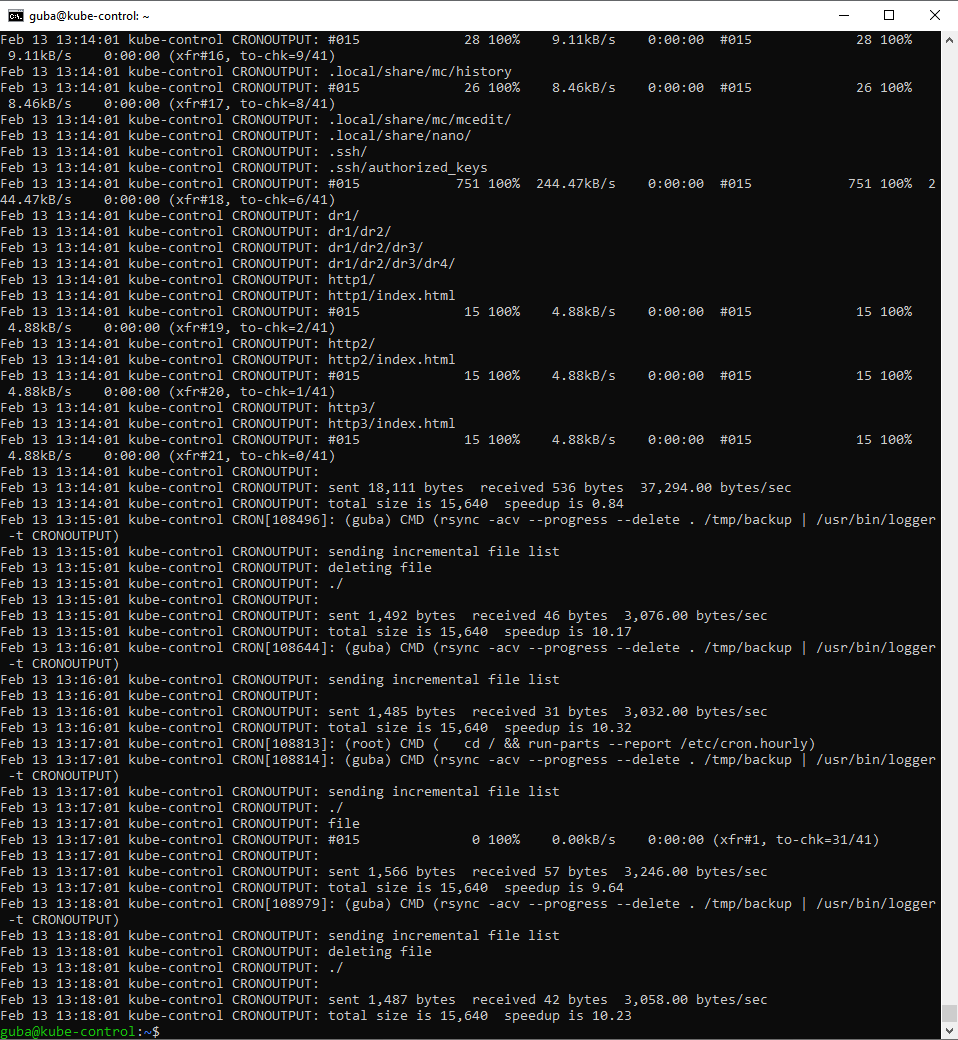 guba@kube-control: ~
Feb 13 13:14:01 kube-control CRONOUTPUT: #015             28 100%    9.11kB/s    0:00:00  #015             28 100%
 9.11kB/s    0:00:00 (xfr#16, to-chk=9/41)
Feb 13 13:14:01 kube-control CRONOUTPUT: .local/share/mc/history
Feb 13 13:14:01 kube-control CRONOUTPUT: #015             26 100%    8.46kB/s    0:00:00  #015             26 100%
 8.46kB/s    0:00:00 (xfr#17, to-chk=8/41)
Feb 13 13:14:01 kube-control CRONOUTPUT: .local/share/mc/mcedit/
Feb 13 13:14:01 kube-control CRONOUTPUT: .local/share/nano/
Feb 13 13:14:01 kube-control CRONOUTPUT: .ssh/
Feb 13 13:14:01 kube-control CRONOUTPUT: .ssh/authorized_keys
Feb 13 13:14:01 kube-control CRONOUTPUT: #015            751 100%  244.47kB/s    0:00:00  #015            751 100%  2
44.47kB/s    0:00:00 (xfr#18, to-chk=6/41)
Feb 13 13:14:01 kube-control CRONOUTPUT: dr1/
Feb 13 13:14:01 kube-control CRONOUTPUT: dr1/dr2/
Feb 13 13:14:01 kube-control CRONOUTPUT: dr1/dr2/dr3/
Feb 13 13:14:01 kube-control CRONOUTPUT: dr1/dr2/dr3/dr4/
Feb 13 13:14:01 kube-control CRONOUTPUT: http1/
Feb 13 13:14:01 kube-control CRONOUTPUT: http1/index.html
Feb 13 13:14:01 kube-control CRONOUTPUT: #015             15 100%    4.88kB/s    0:00:00  #015             15 100%
 4.88kB/s    0:00:00 (xfr#19, to-chk=2/41)
Feb 13 13:14:01 kube-control CRONOUTPUT: http2/
Feb 13 13:14:01 kube-control CRONOUTPUT: http2/index.html
Feb 13 13:14:01 kube-control CRONOUTPUT: #015             15 100%    4.88kB/s    0:00:00  #015             15 100%
 4.88kB/s    0:00:00 (xfr#20, to-chk=1/41)
Feb 13 13:14:01 kube-control CRONOUTPUT: http3/
Feb 13 13:14:01 kube-control CRONOUTPUT: http3/index.html
Feb 13 13:14:01 kube-control CRONOUTPUT: #015             15 100%    4.88kB/s    0:00:00  #015             15 100%
 4.88kB/s    0:00:00 (xfr#21, to-chk=0/41)
Feb 13 13:14:01 kube-control CRONOUTPUT:
Feb 13 13:14:01 kube-control CRONOUTPUT: sent 18,111 bytes  received 536 bytes  37,294.00 bytes/sec
Feb 13 13:14:01 kube-control CRONOUTPUT: total size is 15,640  speedup is 0.84
Feb 13 13:15:01 kube-control CRON[108496]: (guba) CMD (rsync -acv --progress --delete . /tmp/backup | /usr/bin/logger
 -t CRONOUTPUT)
Feb 13 13:15:01 kube-control CRONOUTPUT: sending incremental file list
Feb 13 13:15:01 kube-control CRONOUTPUT: deleting file
Feb 13 13:15:01 kube-control CRONOUTPUT: ./
Feb 13 13:15:01 kube-control CRONOUTPUT:
Feb 13 13:15:01 kube-control CRONOUTPUT: sent 1,492 bytes  received 46 bytes  3,076.00 bytes/sec
Feb 13 13:15:01 kube-control CRONOUTPUT: total size is 15,640  speedup is 10.17
Feb 13 13:16:01 kube-control CRON[108644]: (guba) CMD (rsync -acv --progress --delete . /tmp/backup | /usr/bin/logger
 -t CRONOUTPUT)
Feb 13 13:16:01 kube-control CRONOUTPUT: sending incremental file list
Feb 13 13:16:01 kube-control CRONOUTPUT:
Feb 13 13:16:01 kube-control CRONOUTPUT: sent 1,485 bytes  received 31 bytes  3,032.00 bytes/sec
Feb 13 13:16:01 kube-control CRONOUTPUT: total size is 15,640  speedup is 10.32
Feb 13 13:17:01 kube-control CRON[108813]: (root) CMD (   cd / && run-parts --report /etc/cron.hourly)
Feb 13 13:17:01 kube-control CRON[108814]: (guba) CMD (rsync -acv --progress --delete . /tmp/backup | /usr/bin/logger
 -t CRONOUTPUT)
Feb 13 13:17:01 kube-control CRONOUTPUT: sending incremental file list
Feb 13 13:17:01 kube-control CRONOUTPUT: ./
Feb 13 13:17:01 kube-control CRONOUTPUT: file
Feb 13 13:17:01 kube-control CRONOUTPUT: #015              0 100%    0.00kB/s    0:00:00 (xfr#1, to-chk=31/41)
Feb 13 13:17:01 kube-control CRONOUTPUT:
Feb 13 13:17:01 kube-control CRONOUTPUT: sent 1,566 bytes  received 57 bytes  3,246.00 bytes/sec
Feb 13 13:17:01 kube-control CRONOUTPUT: total size is 15,640  speedup is 9.64
Feb 13 13:18:01 kube-control CRON[108979]: (guba) CMD (rsync -acv --progress --delete . /tmp/backup | /usr/bin/logger
 -t CRONOUTPUT)
Feb 13 13:18:01 kube-control CRONOUTPUT: sending incremental file list
Feb 13 13:18:01 kube-control CRONOUTPUT: deleting file
Feb 13 13:18:01 kube-control CRONOUTPUT: ./
Feb 13 13:18:01 kube-control CRONOUTPUT:
Feb 13 13:18:01 kube-control CRONOUTPUT: sent 1,487 bytes  received 42 bytes  3,058.00 bytes/sec
Feb 13 13:18:01 kube-control CRONOUTPUT: total size is 15,640  speedup is 10.23
guba@kube-control:~$